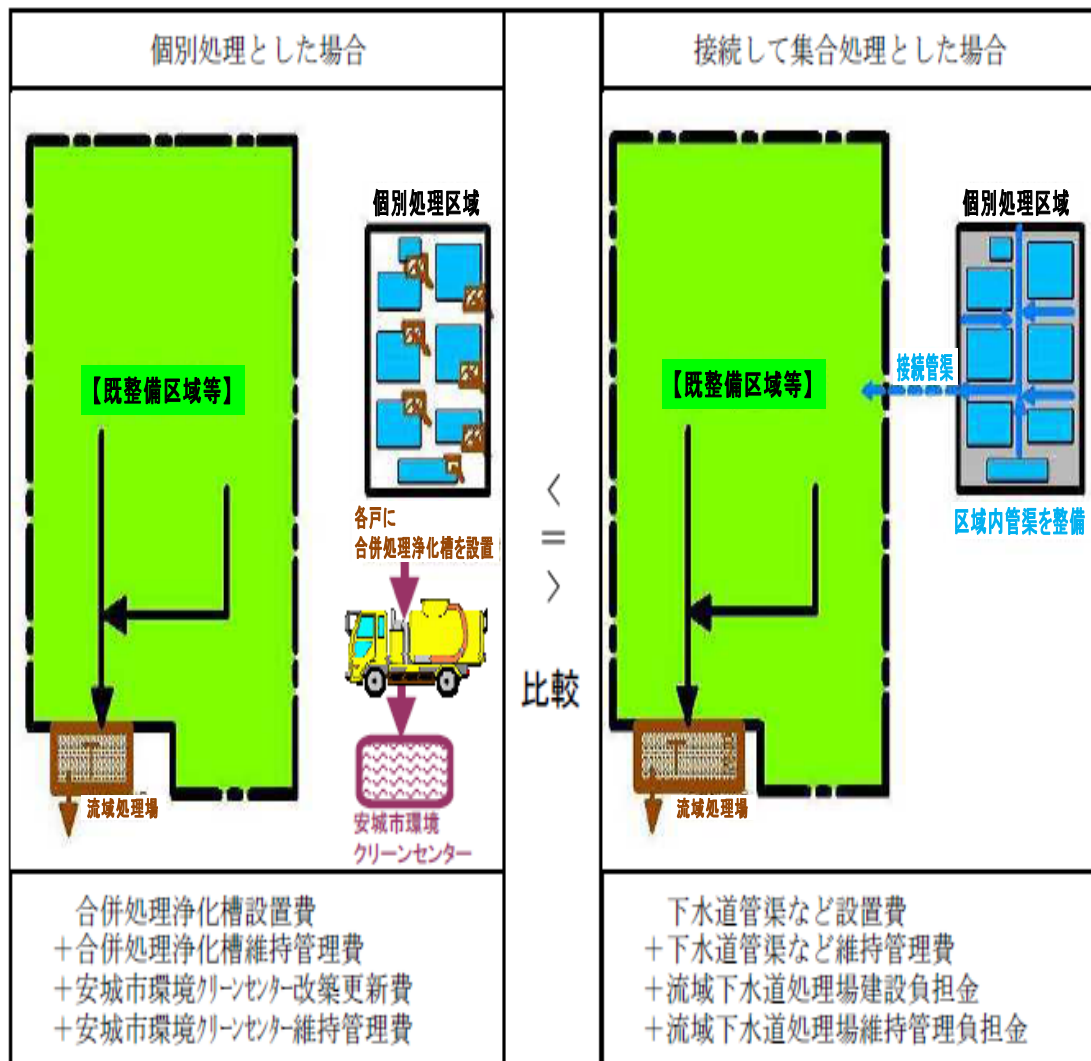 個別処理とした場合
個別処理区域
【既整備区域等】
各戸に
合併処理浄化槽を設置
流域処理場
安城市環境
クリーンセンター
合併処理浄化槽設置費
＋合併処理浄化槽維持管理費
＋安城市環境クリーンセンター改築更新費
＋安城市環境クリーンセンター維持管理費
＜
＝
＞
比較
接続して集合処理とした場合
個別処理区域
【既整備区域等】
接続管渠
区域内管渠を整備
T
流域処理場
下水道管渠など設置費
＋下水道管渠など維持管理費
＋流域下水道処理場建設負担金
＋流域下水道処理場維持管理負担金